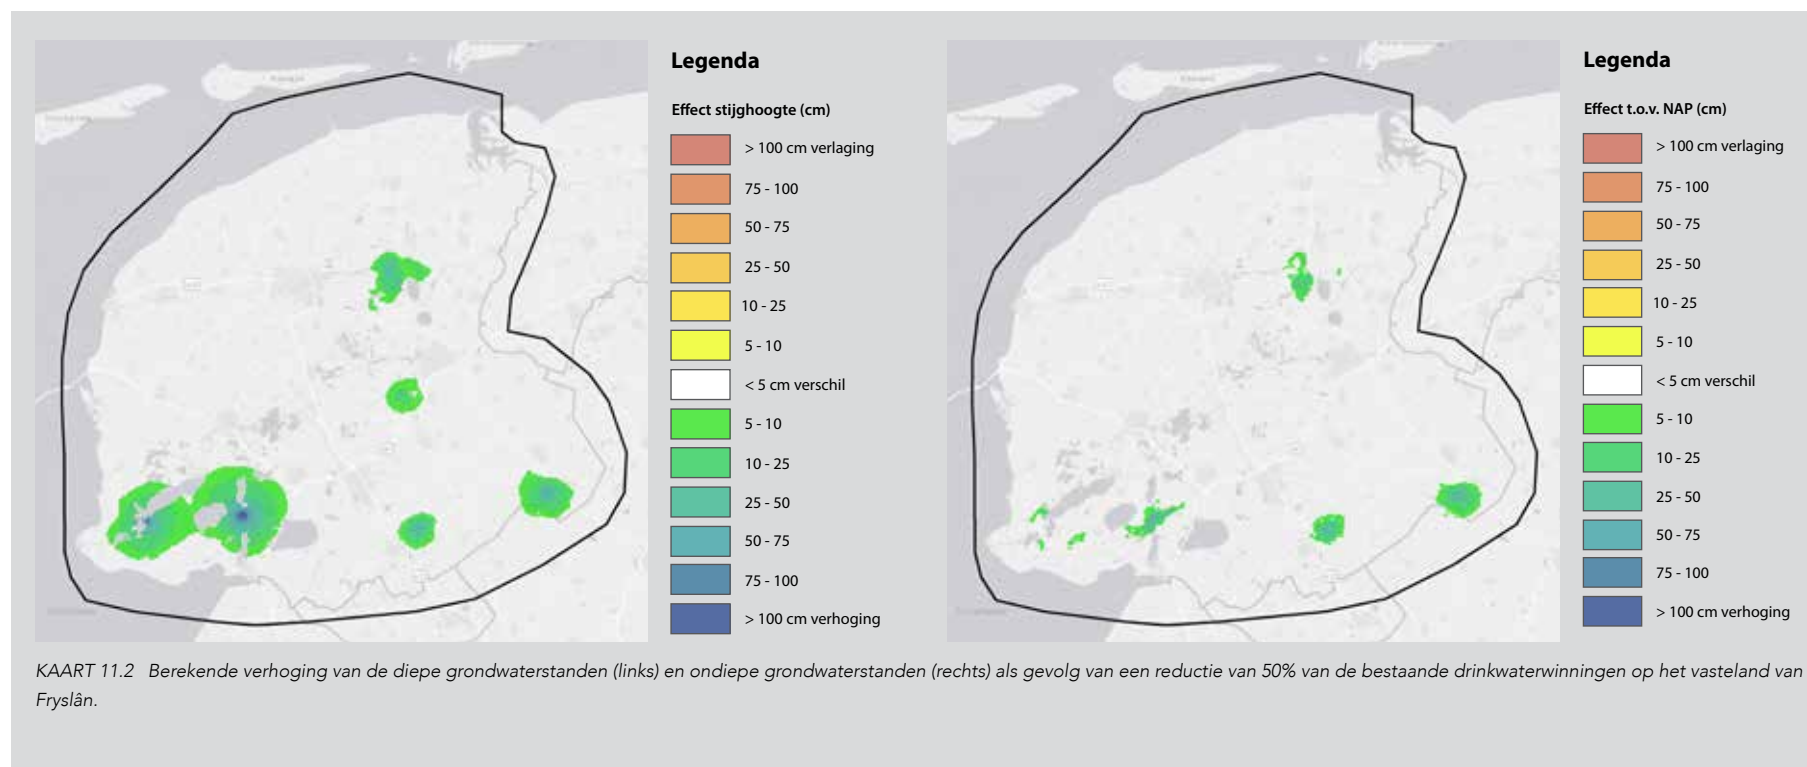 Legenda
Effect stijghoogte (cm)
> 100 cm verlaging
75 - 100
50 - 75
25 - 50
10 - 25
5 - 10
< 5 cm verschil
5 - 10
10 - 25
25 - 50
50 - 75
75 - 100
> 100 cm verhoging
Legenda
Effect t.o.v. NAP (cm)
> 100 cm verlaging
75 - 100
50 - 75
25 - 50
10 - 25
5 - 10
< 5 cm verschil
5 - 10
10 - 25
25 - 50
50 - 75
75 - 100
> 100 cm verhoging
KAART 11.2 Berekende verhoging van de diepe grondwaterstanden (links) en ondiepe grondwaterstanden (rechts) als gevolg van een reductie van 50% van de bestaande drinkwaterwinningen op het vasteland van
Fryslân.